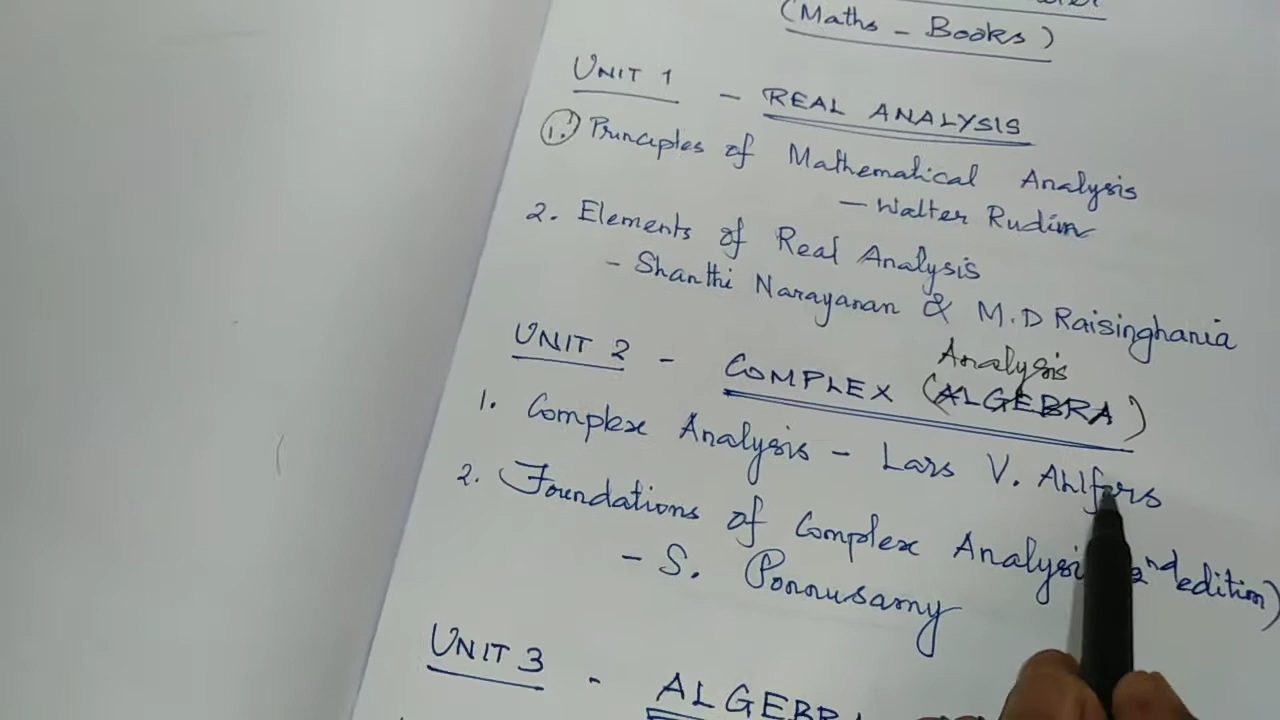 (Maths - Books)
UNIT 1 - REAL ANALYSIS
1. Principles of Mathematical Analysis
- Walter Rudin
2. Elements of Real Analysis
- Shanthi Narayanan & M.D Raisinghania
Analysis
UNIT 2 - COMPLEX (ALGEBRA)
1. Complex Analysis - Lars V. Ahlfors
2. Foundations of Complex Analysi 2nd edition)
- S. Ponnusamy
UNIT 3 - ALGEBR